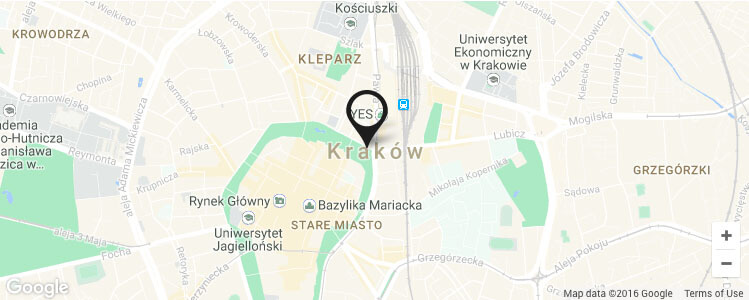 Kościuszki
Olszańska
KROWODRZA
Łobzowska
Krowoderska
Szlak
Uniwersytet
Ekonomiczny
w Krakowie
Józefa Brodowicza
Kielecka
Grunwaldzka
KLEPARZ
Chopina
Czarnowiejska
Karmelicka
YES
Mogilska
ademia
o-Hutnicza
anisława
zica w...
Reymonta
aleja Adama Mickiewicza
Rajska
Lubicz
Kraków
Krupnicza
Mikołaja Kopernika
Sądowa
GRZEGÓRZKI
Rynek Główny
Bazylika Mariacka
Uniwersytet
Jagielloński
STARE MIASTO
aleja 3 Maja
Focha
Retoryka
Grzegórzecka
Aleja Pokoju
+
−
Google
Map data ©2016 Google
Terms of Use